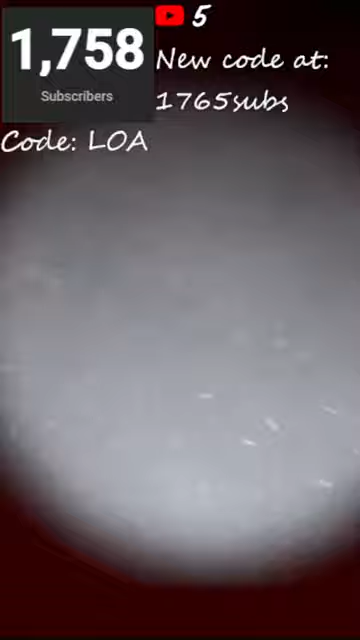 1,758
Subscribers
5
New code at:
1765subs
Code: LOA